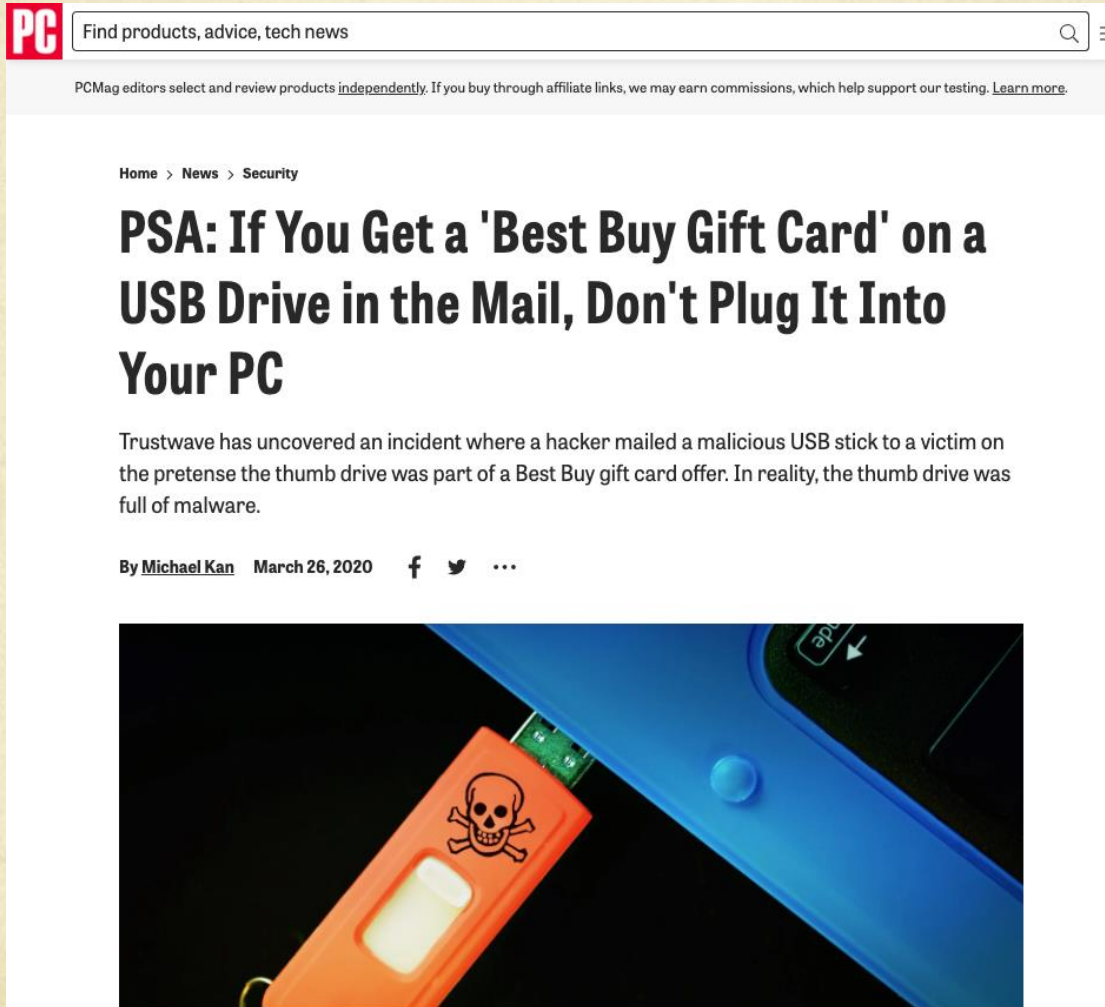 PC
Find products, advice, tech news
PCMag editors select and review products independently. If you buy through affiliate links, we may earn commissions, which help support our testing. Learn more.
Home > News > Security
PSA: If You Get a 'Best Buy Gift Card' on a
USB Drive in the Mail, Don't Plug It Into
Your PC
Trustwave has uncovered an incident where a hacker mailed a malicious USB stick to a victim on
the pretense the thumb drive was part of a Best Buy gift card offer. In reality, the thumb drive was
full of malware.
By Michael Kan March 26, 2020